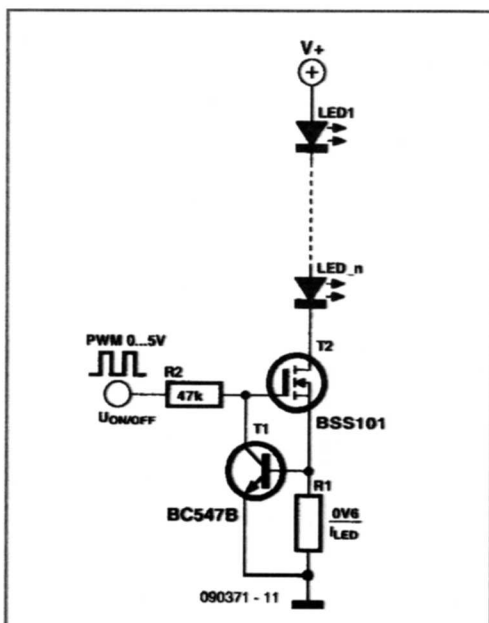 V+
LED1
LED_n
T2
PWM 0...5V
R2
47k
UON/OFF
BSS101
T1
R1
BC547B
0V6
ILED
090371 - 11